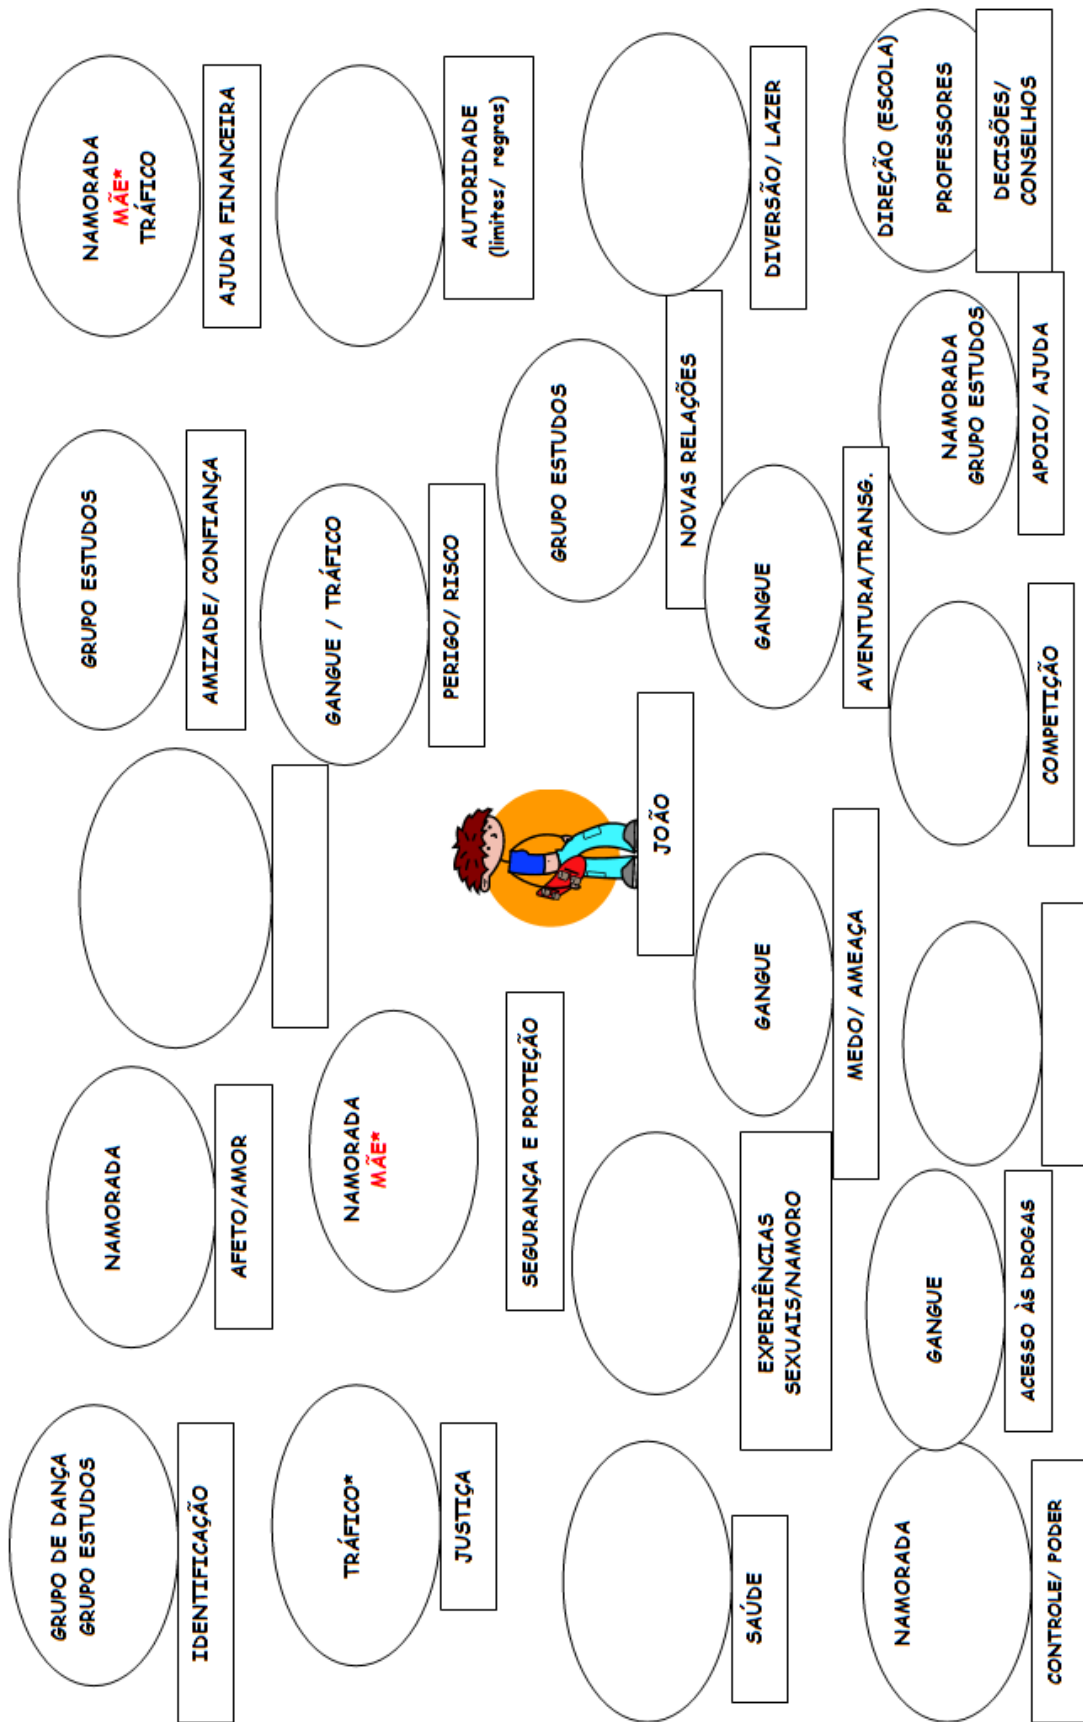 GRUPO DE DANÇA
GRUPO ESTUDOS
IDENTIFICAÇÃO
NAMORADA
AFETO/AMOR
GRUPO ESTUDOS
AMIZADE/ CONFIANÇA
NAMORADA
MÃE*
TRÁFICO
AJUDA FINANCEIRA
TRÁFICO*
JUSTIÇA
NAMORADA
MÃE*
SEGURANÇA E PROTEÇÃO
GANGUE / TRÁFICO
PERIGO/ RISCO
AUTORIDADE
(limites/ regras)
JOÃO
GRUPO ESTUDOS
NOVAS RELAÇÕES
DIVERSÃO/ LAZER
SAÚDE
EXPERIÊNCIAS
SEXUAIS/NAMORO
GANGUE
MEDO/ AMEAÇA
GANGUE
AVENTURA/TRANSG.
DIREÇÃO (ESCOLA)
PROFESSORES
DECISÕES/
CONSELHOS
NAMORADA
CONTROLE/ PODER
GANGUE
ACESSO ÀS DROGAS
COMPETIÇÃO
NAMORADA
GRUPO ESTUDOS
APOIO/ AJUDA